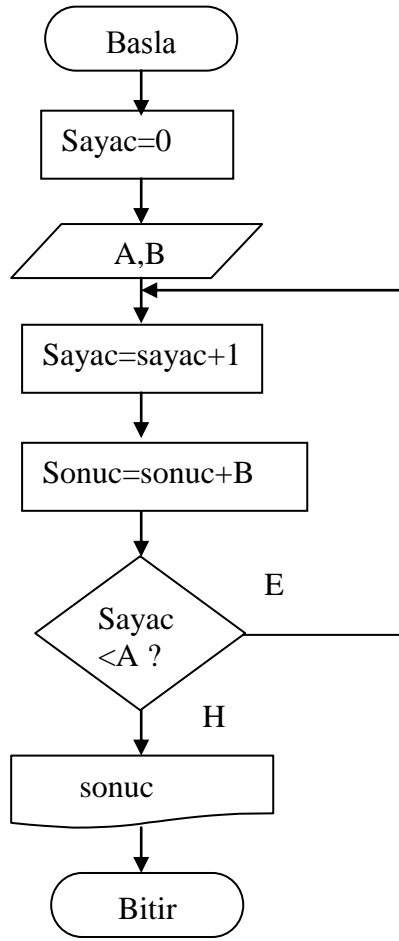 Basla
Sayac=0
A,B
Sayac=sayac+1
Sonuc=sonuc+B
E
Sayac
<A ?
H
sonuc
Bitir